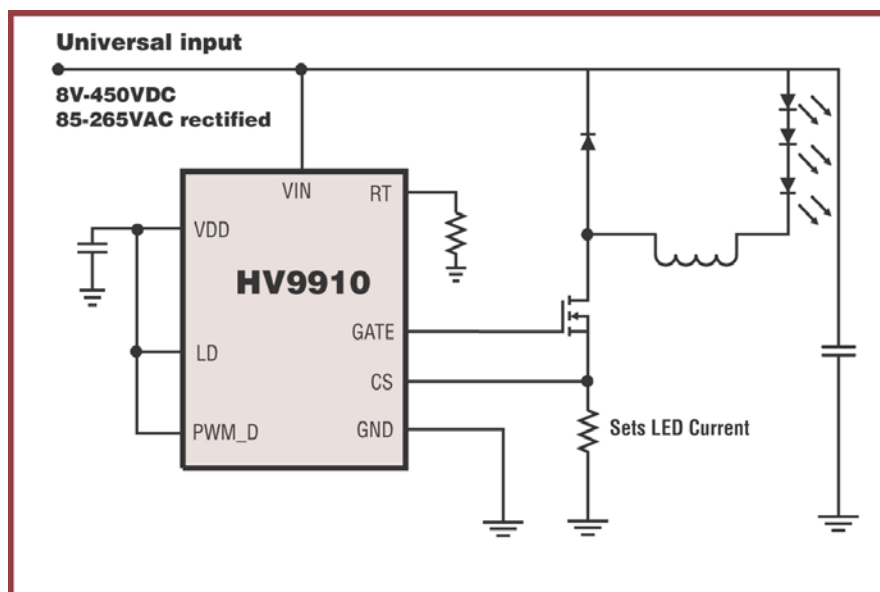 Universal input
8V-450VDC
85-265VAC rectified
VIN
RT
VDD
HV9910
GATE
LD
CS
PWM_D
GND
Sets LED Current